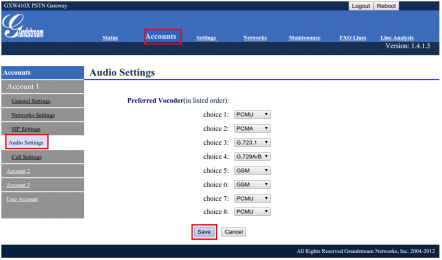 GXW410X PSTN Gateway
Logout Reboot
Grandstream
Status Accounts Settings Networks Maintenance FXO Lines Line Analysis
Version: 1.4.1.5
Accounts
Audio Settings
Account 1
General Settings
Preferred Vocoder(in listed order):
Networks Settings
choice 1: PCMU
SIP Settings
choice 2: PCMA
Audio Settings
choice 3: G.723.1
Call Settings
choice 4: G.729A/B
Account 2
choice 5: GSM
Account 3
choice 6: GSM
User Account
choice 7: PCMU
choice 8: PCMU
Save Cancel
All Rights Reserved Grandstream Networks, Inc. 2004-2012